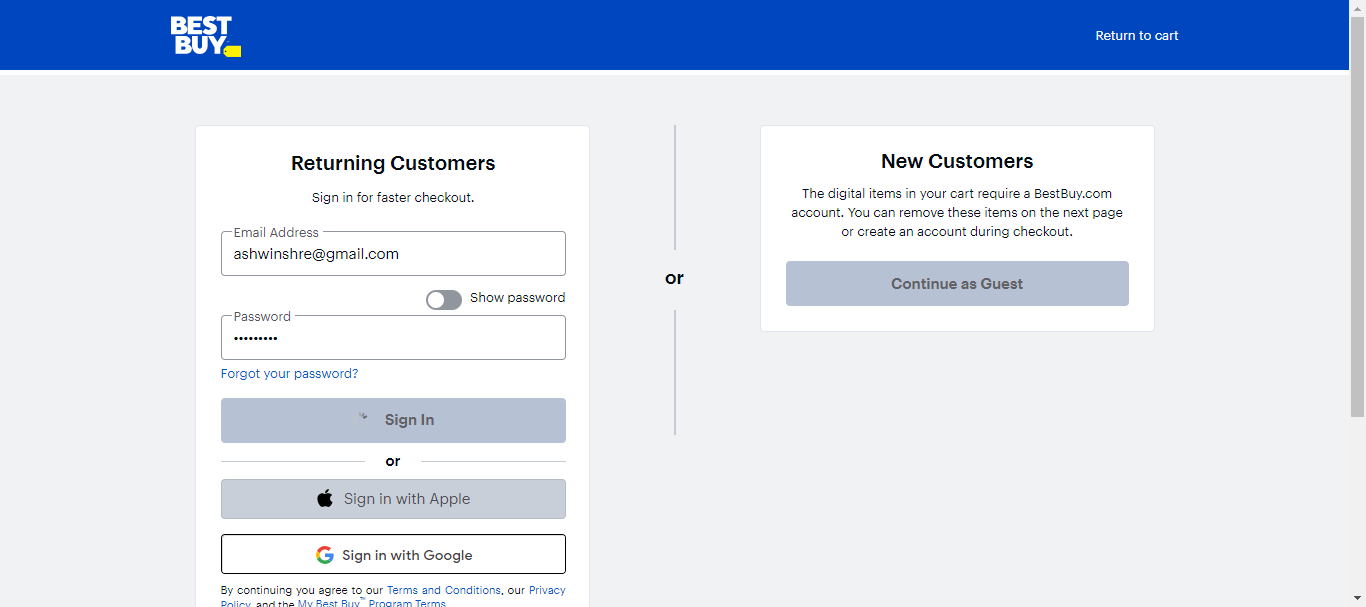 BEST
BUY
Return to cart
Returning Customers
Sign in for faster checkout.
Email Address
ashwinshre@gmail.com
Show password
Password
•••••••••
Forgot your password?
Sign In
or
Sign in with Apple
Sign in with Google
By continuing you agree to our Terms and Conditions, our Privacy
Policy, and the My Best Buy™ Program Terms
or
New Customers
The digital items in your cart require a BestBuy.com
account. You can remove these items on the next page
or create an account during checkout.
Continue as Guest